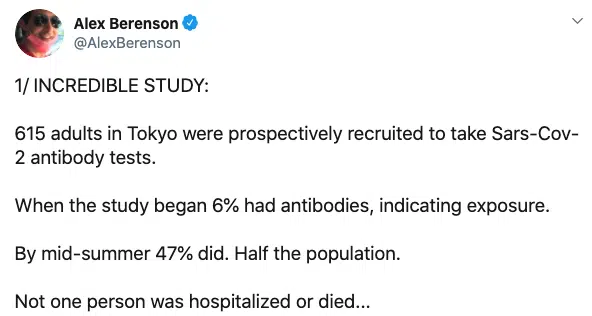 Alex Berenson
@AlexBerenson
1/ INCREDIBLE STUDY:
615 adults in Tokyo were prospectively recruited to take Sars-Cov-
2 antibody tests.
When the study began 6% had antibodies, indicating exposure.
By mid-summer 47% did. Half the population.
Not one person was hospitalized or died...